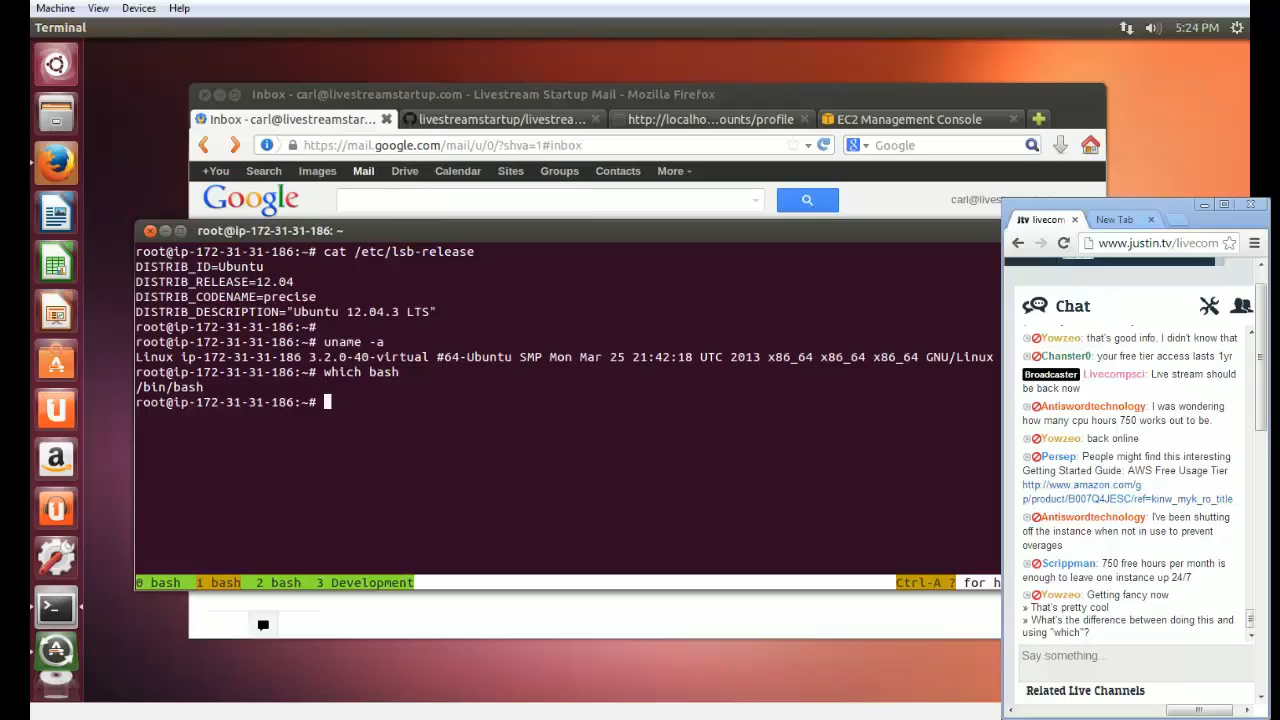 Machine View Devices Help
Terminal
5:24 PM
Inbox - carl@livestreamstartup.com - Livestream Startup Mail - Mozilla Firefox
Inbox - carl@livestreamstar...
livestreamstartup/livestrea...
http://localho...ounts/profile
EC2 Management Console
https://mail.google.com/mail/u/0/?shva=1#inbox
Google
+You Search Images Mail Drive Calendar Sites Groups Contacts More
Google
carl@lives
root@ip-172-31-31-186: ~
root@ip-172-31-31-186:~# cat /etc/lsb-release
DISTRIB_ID=Ubuntu
DISTRIB_RELEASE=12.04
DISTRIB_CODENAME=precise
DISTRIB_DESCRIPTION="Ubuntu 12.04.3 LTS"
root@ip-172-31-31-186:~#
root@ip-172-31-31-186:~# uname -a
Linux ip-172-31-31-186 3.2.0-40-virtual #64-Ubuntu SMP Mon Mar 25 21:42:18 UTC 2013 x86_64 x86_64 x86_64 GNU/Linux
root@ip-172-31-31-186:~# which bash
/bin/bash
root@ip-172-31-31-186:~#
0 bash 1 bash 2 bash 3 Development
Ctrl-A ? for h
jtv livecom
New Tab
www.justin.tv/livecom
Chat
Yowzeo: that's good info, I didn't know that
Chanster0: your free tier access lasts 1yr
Broadcaster Livecompsci: Live stream should
be back now
Antiswordtechnology: I was wondering
how many cpu hours 750 works out to be.
Yowzeo: back online
Persep: People might find this interesting
Getting Started Guide: AWS Free Usage Tier
http://www.amazon.com/g
p/product/B007Q4JESC/ref=kinw_myk_ro_title
Antiswordtechnology: I've been shutting
off the instance when not in use to prevent
overages
Scrippman: 750 free hours per month is
enough to leave one instance up 24/7
Yowzeo: Getting fancy now
» That's pretty cool
» What's the difference between doing this and
using "which"?
Say something...
Related Live Channels